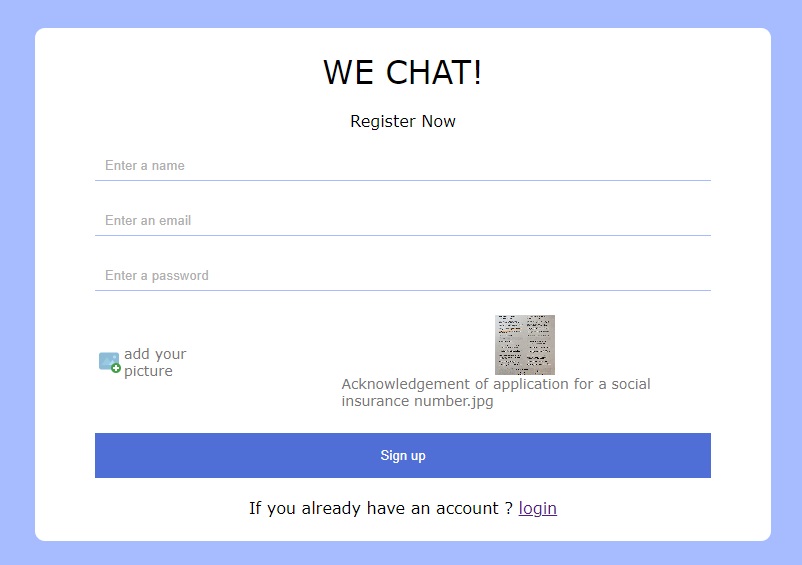 WE CHAT!
Register Now
Enter a name
Enter an email
Enter a password
add your
picture
Acknowledgement of application for a social
insurance number.jpg
Sign up
If you already have an account ? login